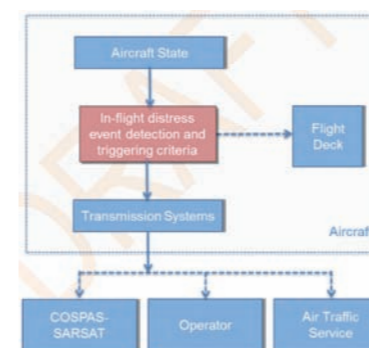 DRAFT
Aircraft State
In-flight distress
event detection and
triggering criteria
Flight
Deck
Transmission Systems
Aircraf
COSPAS-
SARSAT
Operator
Air Traffic
Service